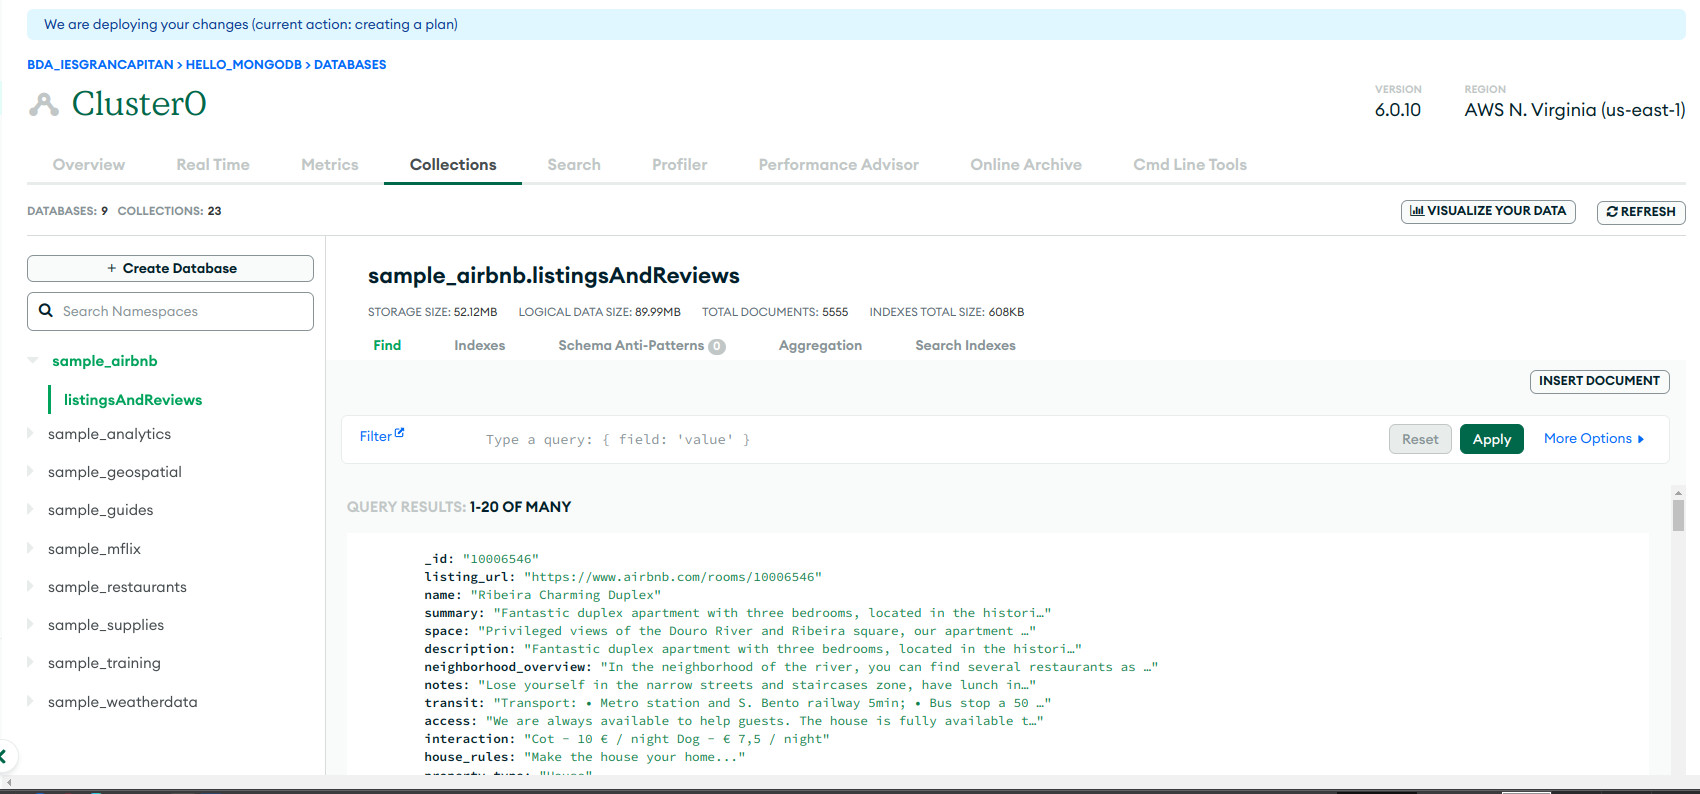 We are deploying your changes (current action: creating a plan)
BDA_IESGRANCAPITAN > HELLO_MONGODB > DATABASES
Cluster0
VERSION
6.0.10
REGION
AWS N. Virginia (us-east-1)
Overview Real Time Metrics Collections Search Profiler Performance Advisor Online Archive Cmd Line Tools
DATABASES: 9 COLLECTIONS: 23
VISUALIZE YOUR DATA
REFRESH
+ Create Database
Search Namespaces
sample_airbnb
listingsAndReviews
sample_analytics
sample_geospatial
sample_guides
sample_mflix
sample_restaurants
sample_supplies
sample_training
sample_weatherdata
sample_airbnb.listingsAndReviews
STORAGE SIZE: 52.12MB LOGICAL DATA SIZE: 89.99MB TOTAL DOCUMENTS: 5555 INDEXES TOTAL SIZE: 608KB
Find Indexes Schema Anti-Patterns 0 Aggregation Search Indexes
INSERT DOCUMENT
Filter Type a query: { field: 'value' } Reset Apply More Options
QUERY RESULTS: 1-20 OF MANY
_id: "10006546"
listing_url: "https://www.airbnb.com/rooms/10006546"
name: "Ribeira Charming Duplex"
summary: "Fantastic duplex apartment with three bedrooms, located in the histori…"
space: "Privileged views of the Douro River and Ribeira square, our apartment …"
description: "Fantastic duplex apartment with three bedrooms, located in the histori…"
neighborhood_overview: "In the neighborhood of the river, you can find several restaurants as …"
notes: "Lose yourself in the narrow streets and staircases zone, have lunch in…"
transit: "Transport: • Metro station and S. Bento railway 5min; • Bus stop a 50 …"
access: "We are always available to help guests. The house is fully available t…"
interaction: "Cot - 10 € / night Dog - € 7,5 / night"
house_rules: "Make the house your home..."
property_type: "House"